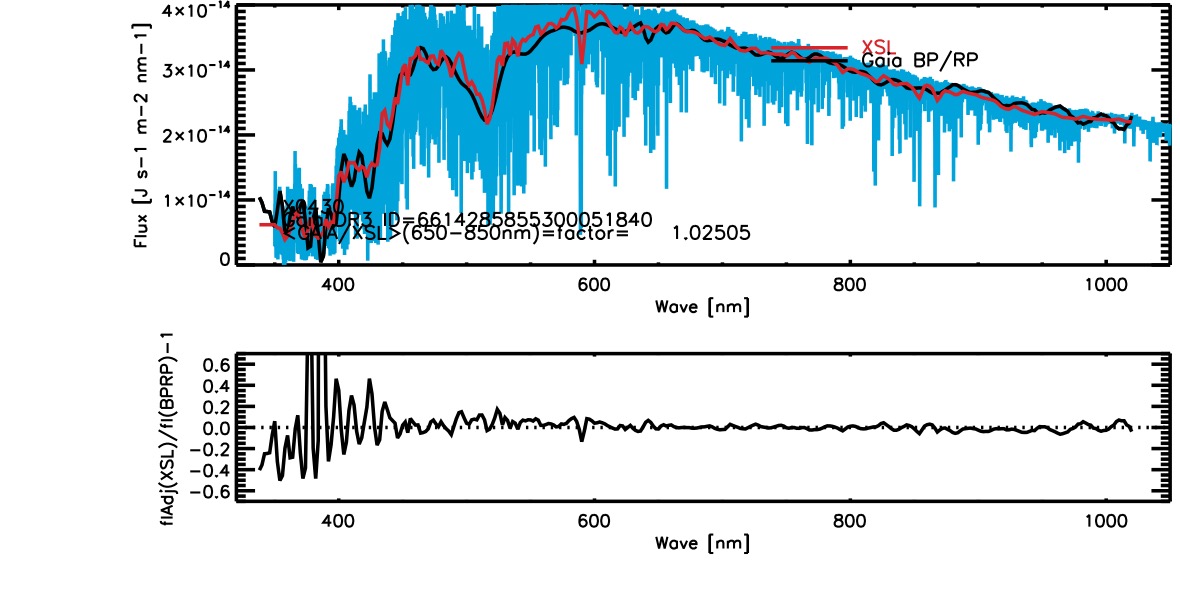 4×10−14
3×10−14
2×10−14
1×10−14
0
Flux [J s−1 m−2 nm−1]
XSL
Gaia BP/RP
X0430
Gaia DR3 ID=6614285855300051840
<GAIA/XSL>(650−850nm)=factor= 1.02505
400 600 800 1000
Wave [nm]
0.6
0.4
0.2
0.0
−0.2
−0.4
−0.6
flAdj(XSL)/fl(BPRP)−1
400 600 800 1000
Wave [nm]